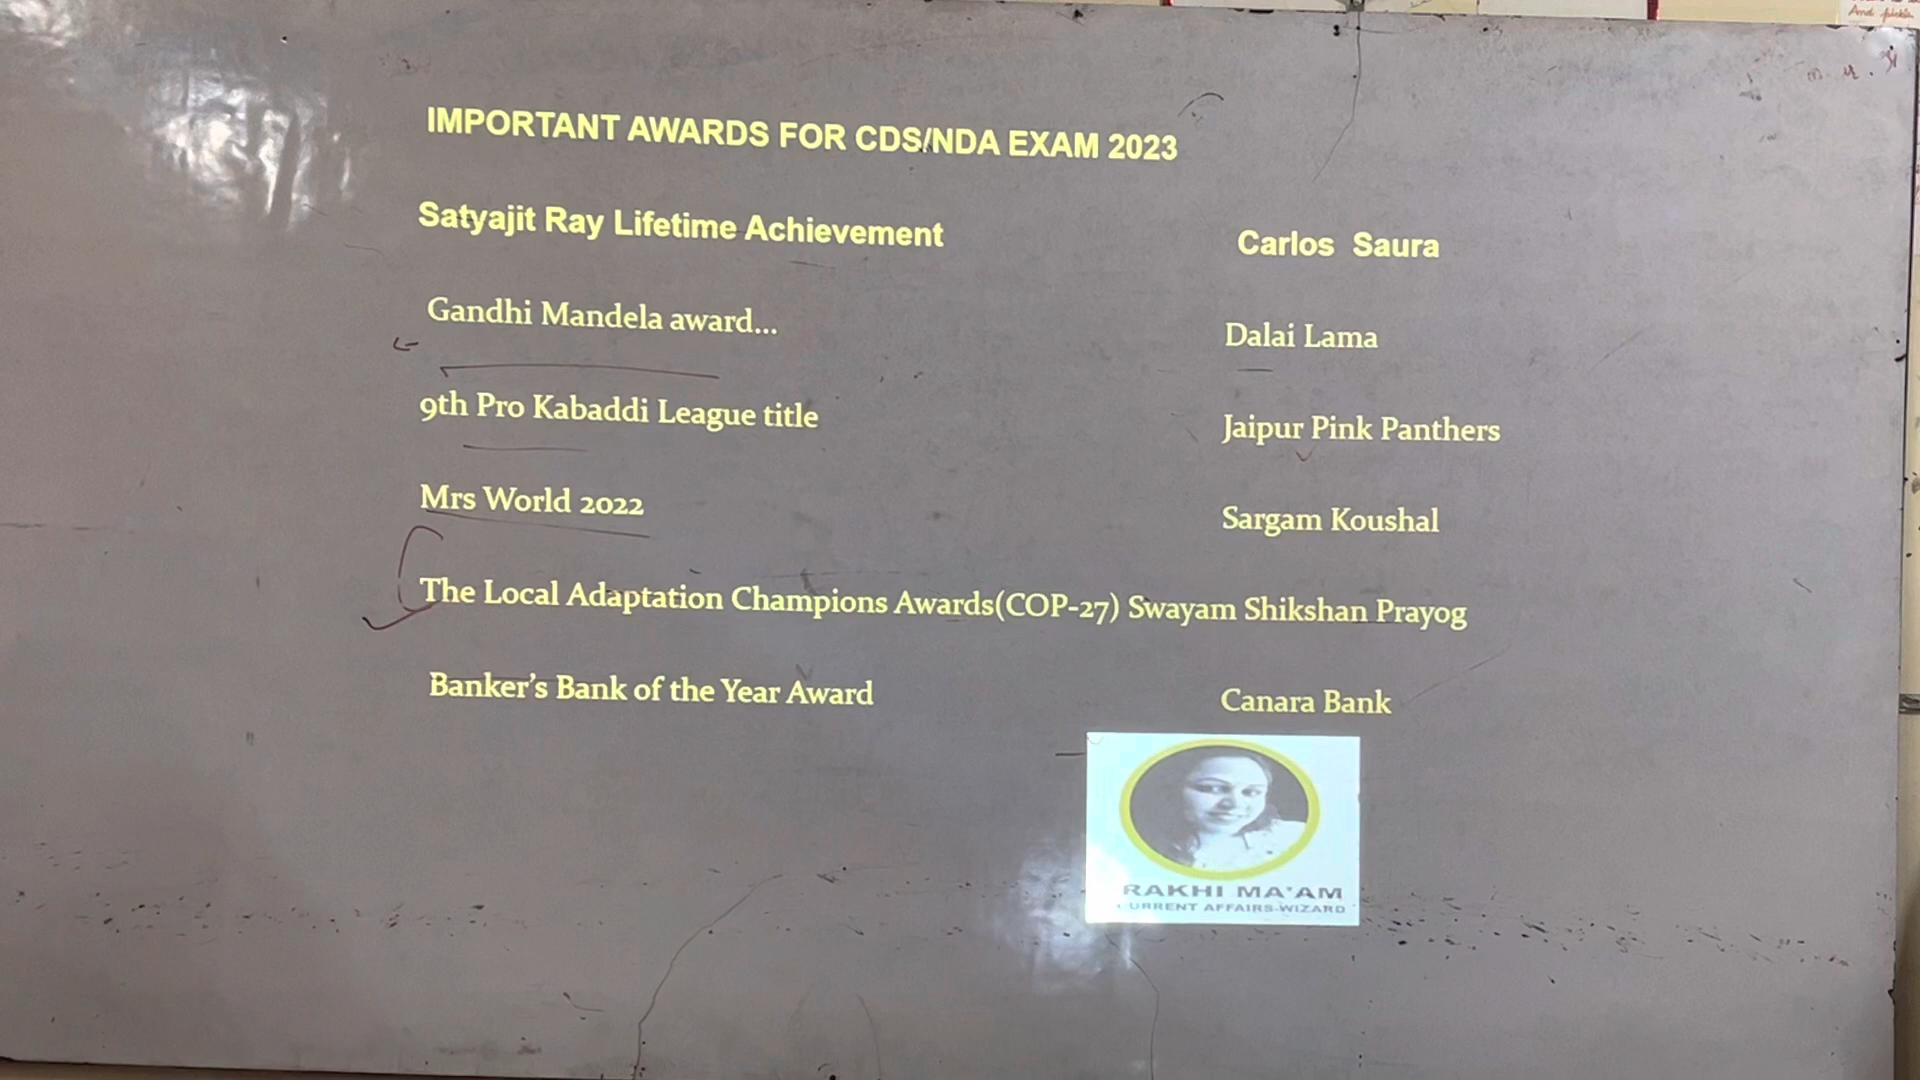 And pickle
IMPORTANT AWARDS FOR CDS/NDA EXAM 2023
Satyajit Ray Lifetime Achievement Carlos Saura
Gandhi Mandela award... Dalai Lama
9th Pro Kabaddi League title Jaipur Pink Panthers
Mrs World 2022 Sargam Koushal
The Local Adaptation Champions Awards(COP-27) Swayam Shikshan Prayog
Banker's Bank of the Year Award Canara Bank
RAKHI MA'AM
CURRENT AFFAIRS-WIZARD